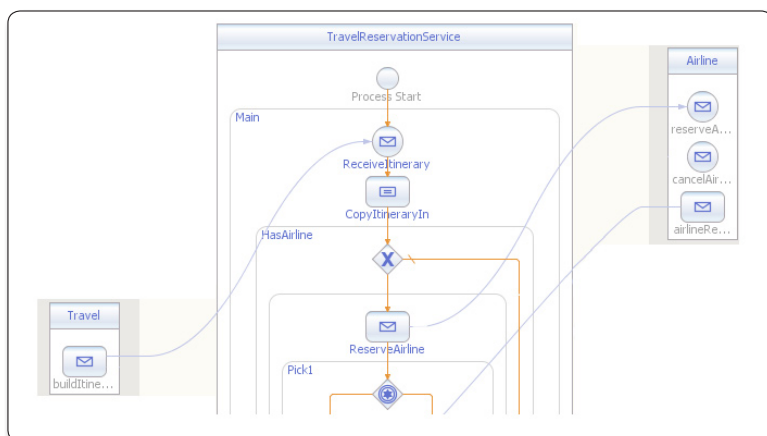 TravelReservationService
Process Start
Main
ReceiveItinerary
CopyItineraryIn
HasAirline
X
ReserveAirline
Pick1
Travel
buildItine...
Airline
reserveA...
cancelAir...
airlineRe...